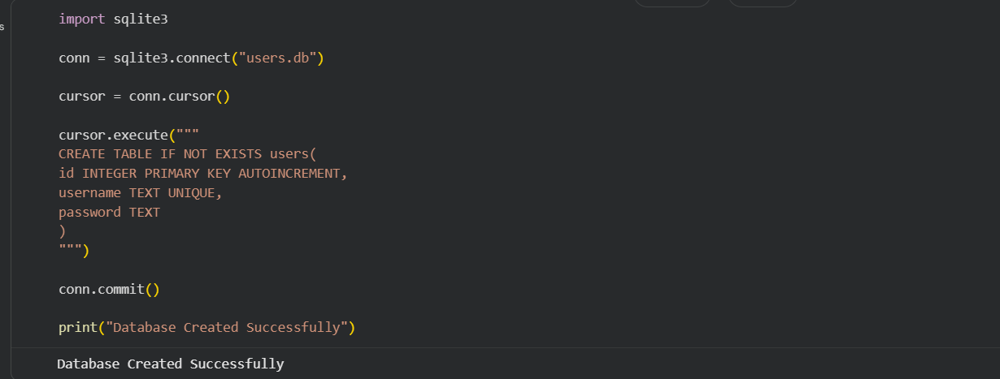 s
import sqlite3
conn = sqlite3.connect("users.db")
cursor = conn.cursor()
cursor.execute("""
CREATE TABLE IF NOT EXISTS users(
id INTEGER PRIMARY KEY AUTOINCREMENT,
username TEXT UNIQUE,
password TEXT
)
""")
conn.commit()
print("Database Created Successfully")
Database Created Successfully